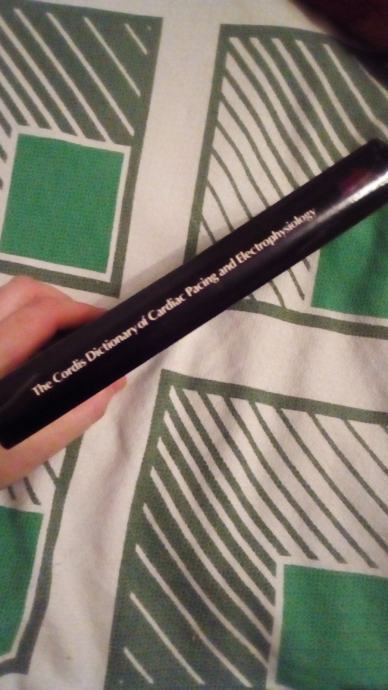 The Cordis Dictionary of Cardiac Pacing and Electrophysiology